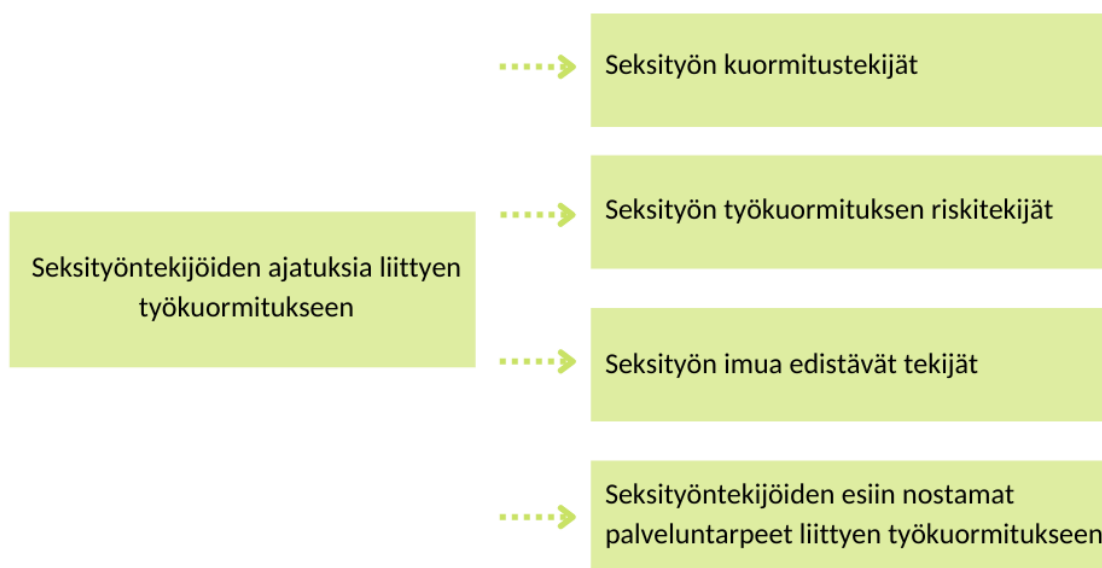 Seksityön kuormitustekijät
Seksityön työkuormituksen riskitekijät
Seksityöntekijöiden ajatuksia liittyen
työkuormitukseen
Seksityön imua edistävät tekijät
Seksityöntekijöiden esiin nostamat
palveluntarpeet liittyen työkuormitukseen